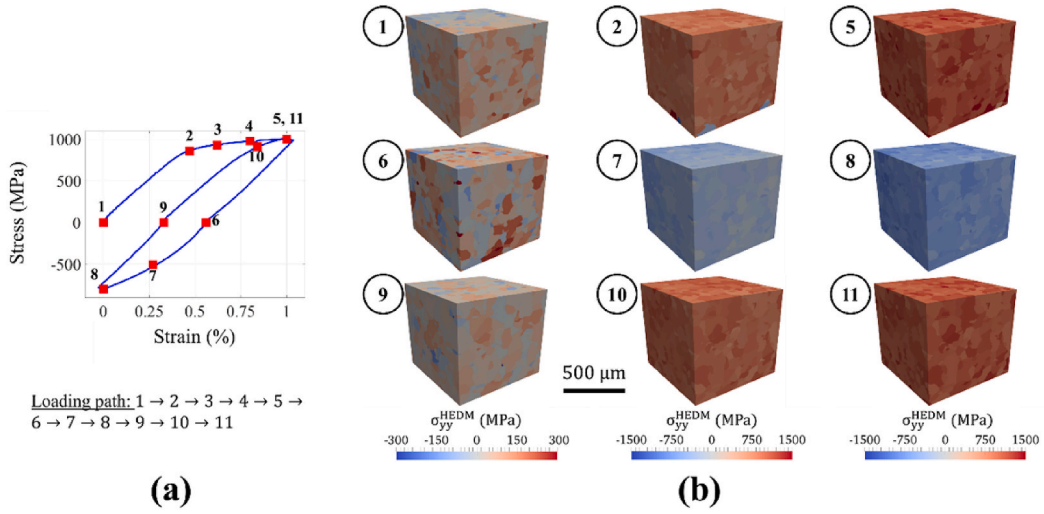 1
2
5
5, 11
1000
2
3
4
10
500
Stress (MPa)
1
9
6
0
-500
8
7
0
0.25
0.5
0.75
1
Strain (%)
6
7
8
9
10
11
500 µm
Loading path: 1 → 2 → 3 → 4 → 5 →
6 → 7 → 8 → 9 → 10 → 11
σyyHEDM (MPa)
-300 -150 0 150 300
σyyHEDM (MPa)
-1500 -750 0 750 1500
σyyHEDM (MPa)
-1500 -750 0 750 1500
(a)
(b)